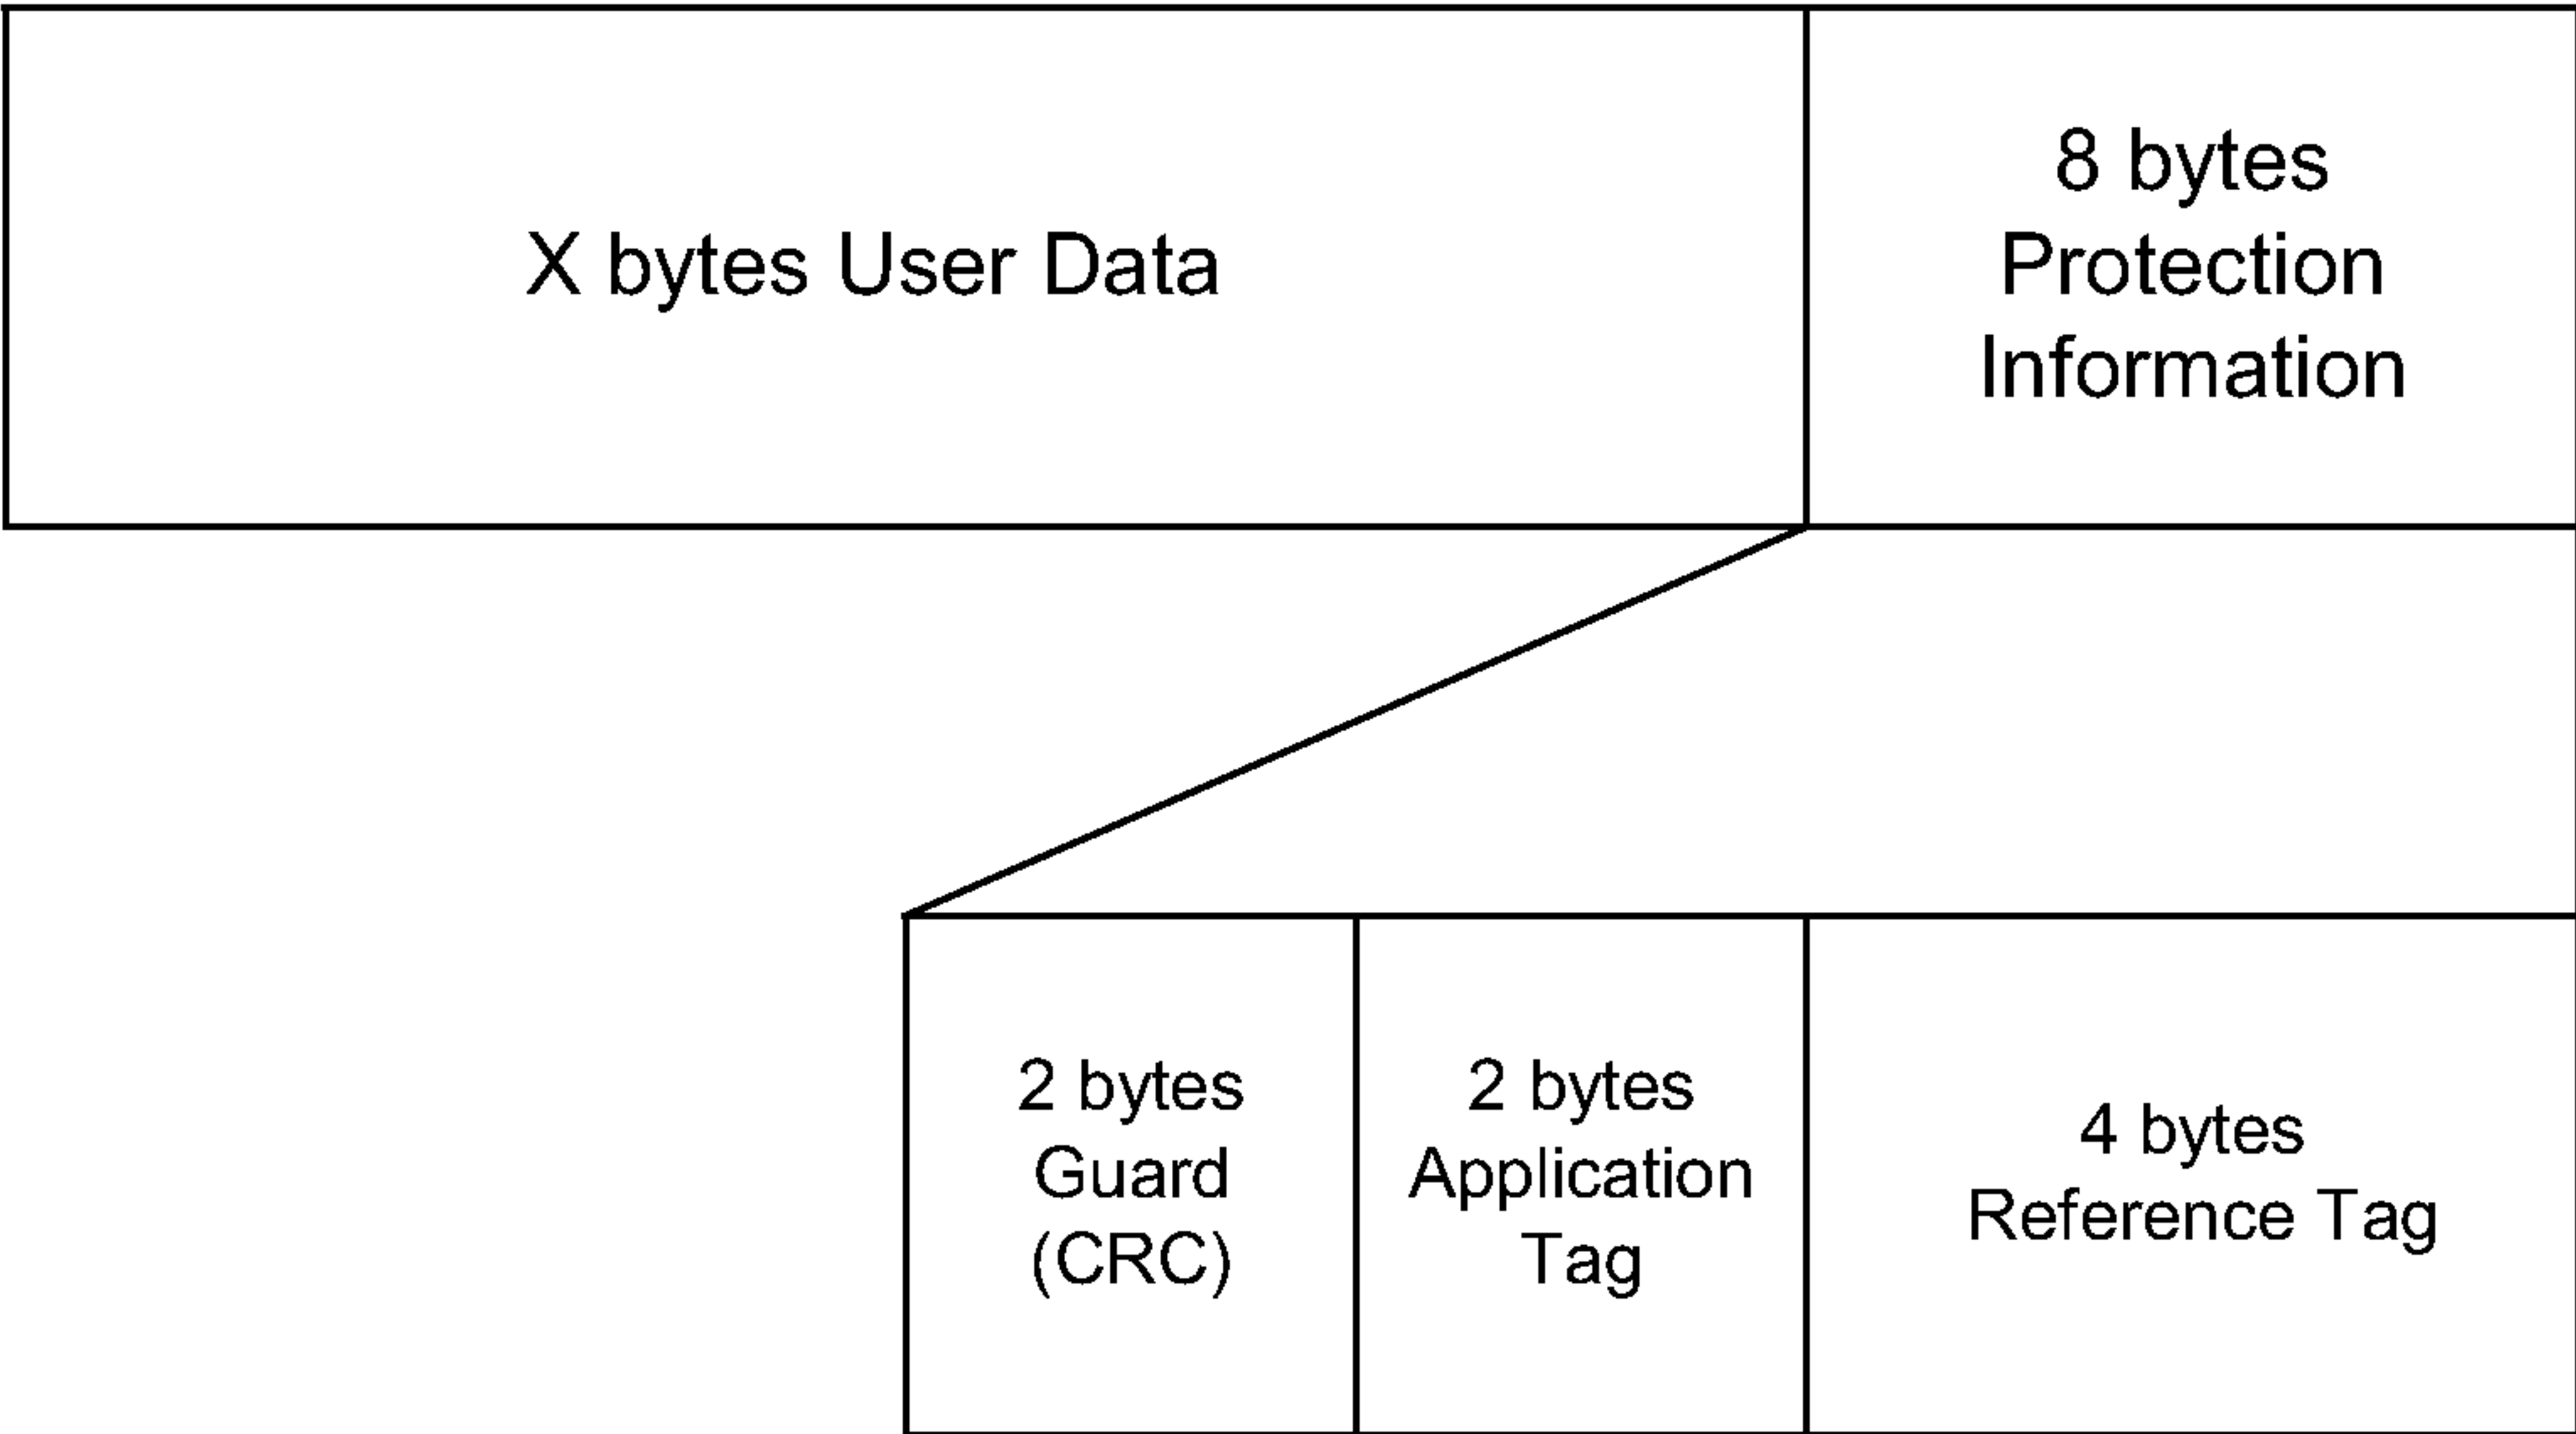 X bytes User Data
8 bytes
Protection
Information
2 bytes
Guard
(CRC)
2 bytes
Application
Tag
4 bytes
Reference Tag